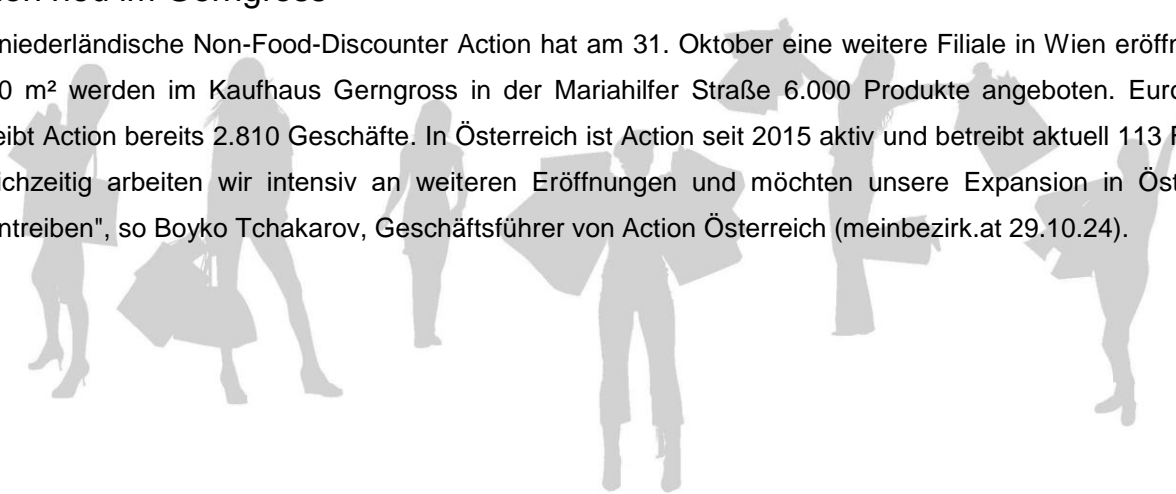 neu im Gerngross
niederländische Non-Food-Discounter Action hat am 31. Oktober eine weitere Filiale in Wien eröffn
0 m² werden im Kaufhaus Gerngross in der Mariahilfer Straße 6.000 Produkte angeboten. Euro
eibt Action bereits 2.810 Geschäfte. In Österreich ist Action seit 2015 aktiv und betreibt aktuell 113 F
ichzeitig arbeiten wir intensiv an weiteren Eröffnungen und möchten unsere Expansion in Öst
ntreiben", so Boyko Tchakarov, Geschäftsführer von Action Österreich (meinbezirk.at 29.10.24).